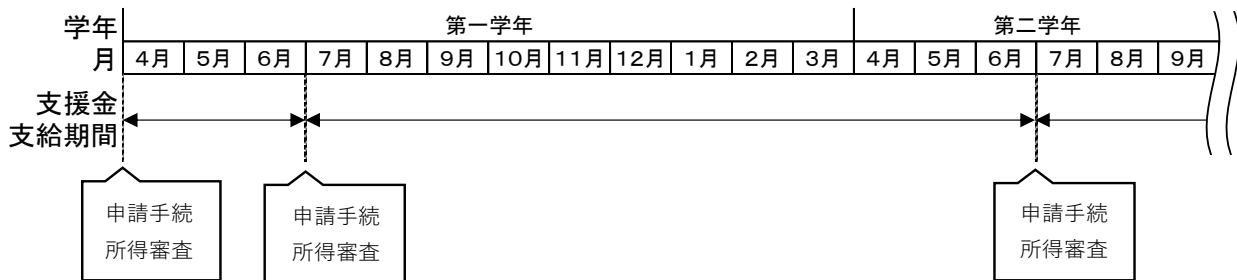 学年 第一学年 第二学年
月 4月 5月 6月 7月 8月 9月 10月 11月 12月 1月 2月 3月 4月 5月 6月 7月 8月 9月
支援金
支給期間
申請手続
所得審査
申請手続
所得審査
申請手続
所得審査